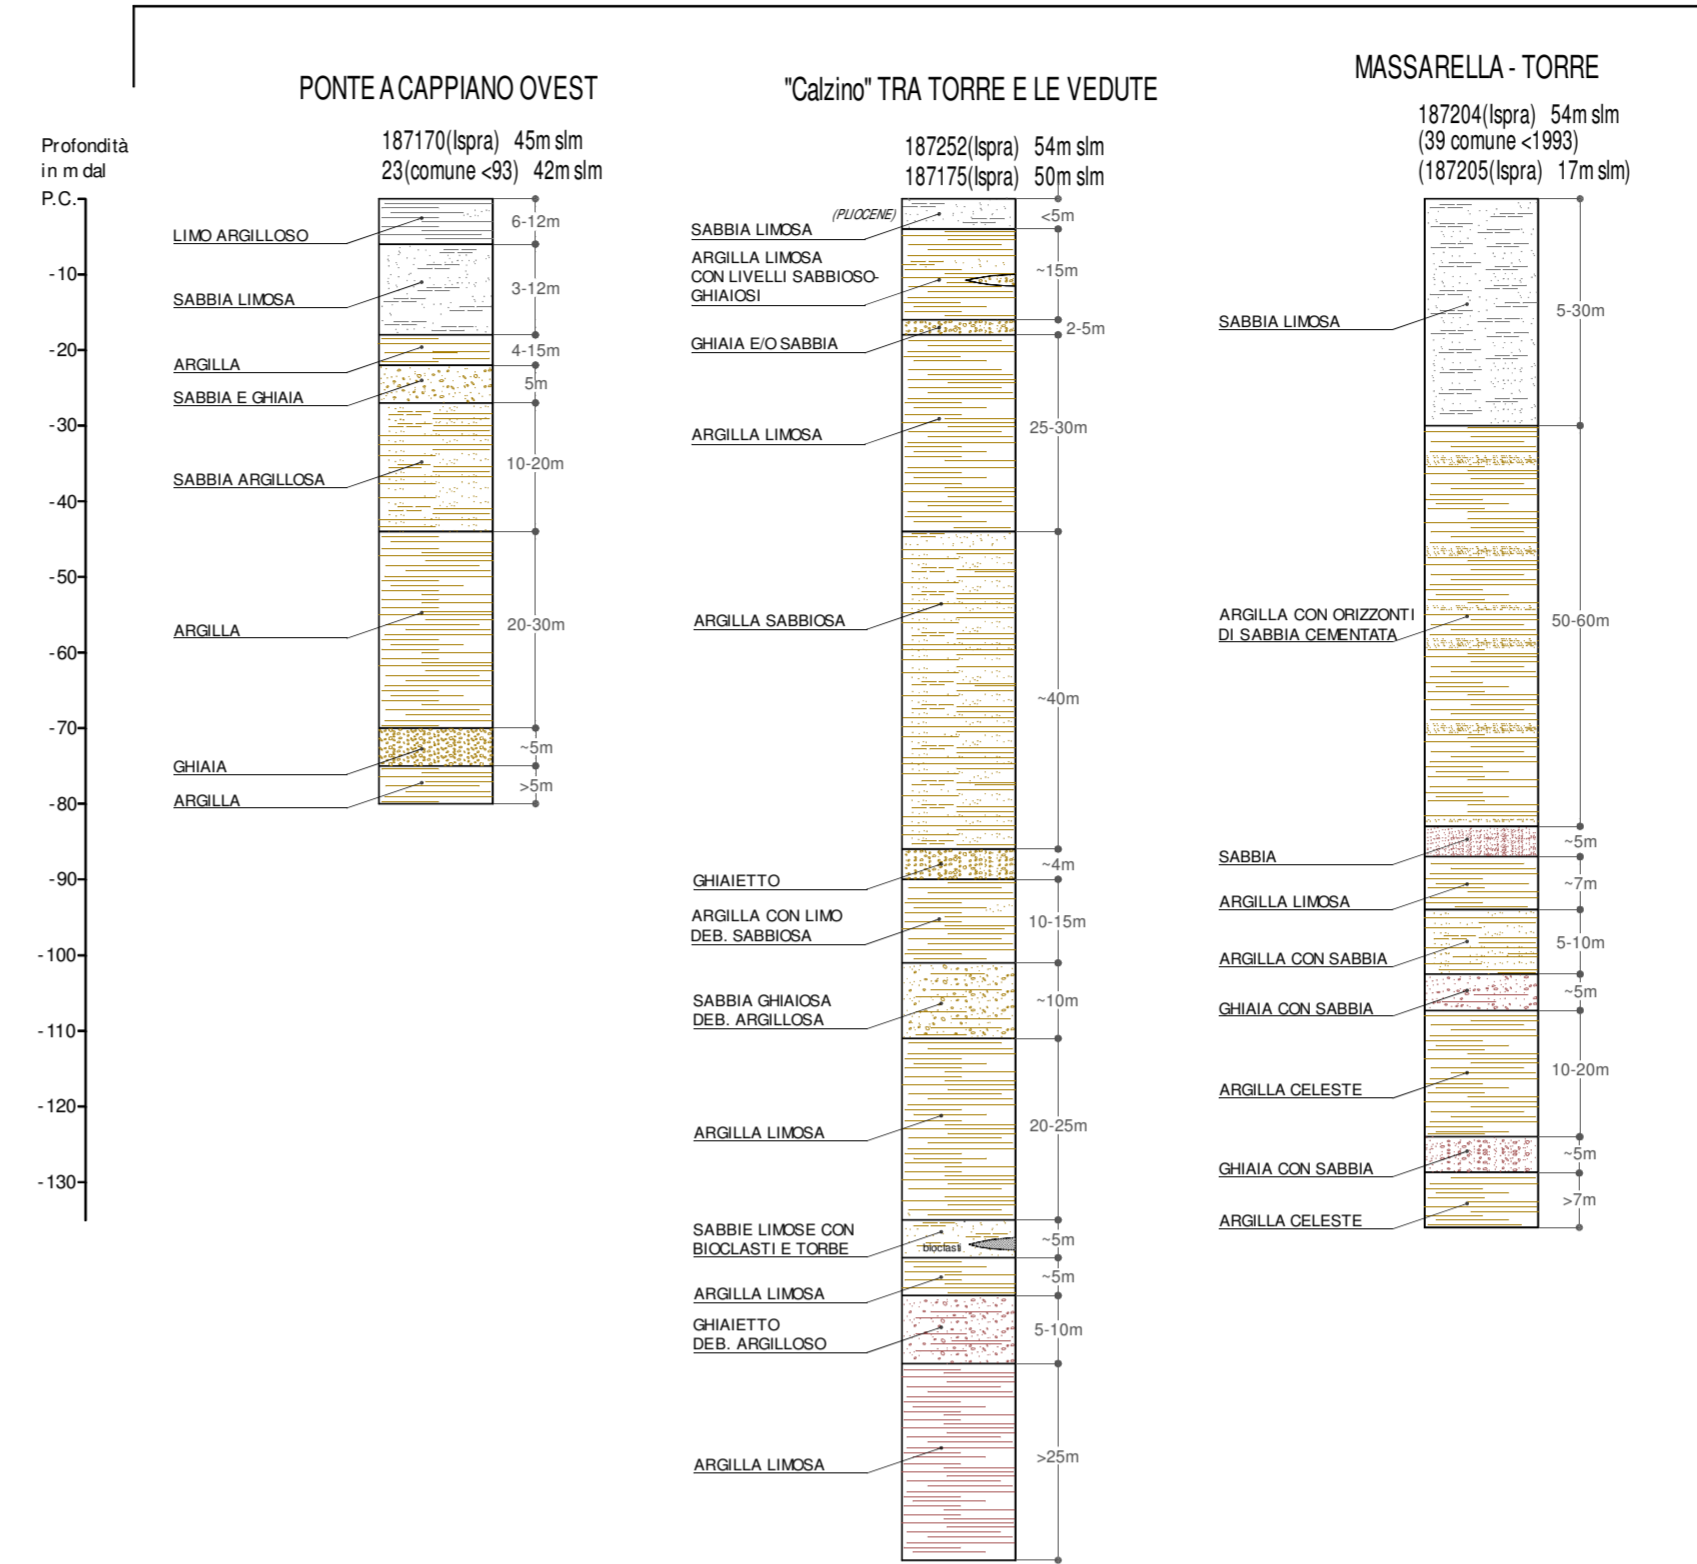 PONTE A CAPPIANO OVEST
187170(Ispra) 45m slm
23(comune <93) 42m slm
Profondità
in m dal
P.C.
-10
-20
-30
-40
-50
-60
-70
-80
-90
-100
-110
-120
-130
LIMO ARGILLOSO
6-12m
SABBIA LIMOSA
3-12m
ARGILLA
4-15m
SABBIA E GHIAIA
5m
SABBIA ARGILLOSA
10-20m
ARGILLA
20-30m
GHIAIA
~5m
ARGILLA
>5m
"Calzino" TRA TORRE E LE VEDUTE
187252(Ispra) 54m slm
187175(Ispra) 50m slm
(PLIOCENE)
SABBIA LIMOSA
<5m
ARGILLA LIMOSA
CON LIVELLI SABBIOSO-
GHIAIOSI
~15m
GHIAIA E/O SABBIA
2-5m
ARGILLA LIMOSA
25-30m
ARGILLA SABBIOSA
~40m
GHIAIETTO
~4m
ARGILLA CON LIMO
DEB. SABBIOSA
10-15m
SABBIA GHIAIOSA
DEB. ARGILLOSA
~10m
ARGILLA LIMOSA
20-25m
SABBIE LIMOSE CON
BIOCLASTI E TORBE
bioclasti
~5m
ARGILLA LIMOSA
~5m
GHIAIETTO
DEB. ARGILLOSO
5-10m
ARGILLA LIMOSA
>25m
MASSARELLA - TORRE
187204(Ispra) 54m slm
(39 comune <1993)
(187205(Ispra) 17m slm)
SABBIA LIMOSA
5-30m
ARGILLA CON ORIZZONTI
DI SABBIA CEMENTATA
50-60m
SABBIA
~5m
ARGILLA LIMOSA
~7m
ARGILLA CON SABBIA
5-10m
GHIAIA CON SABBIA
~5m
ARGILLA CELESTE
10-20m
GHIAIA CON SABBIA
~5m
ARGILLA CELESTE
>7m